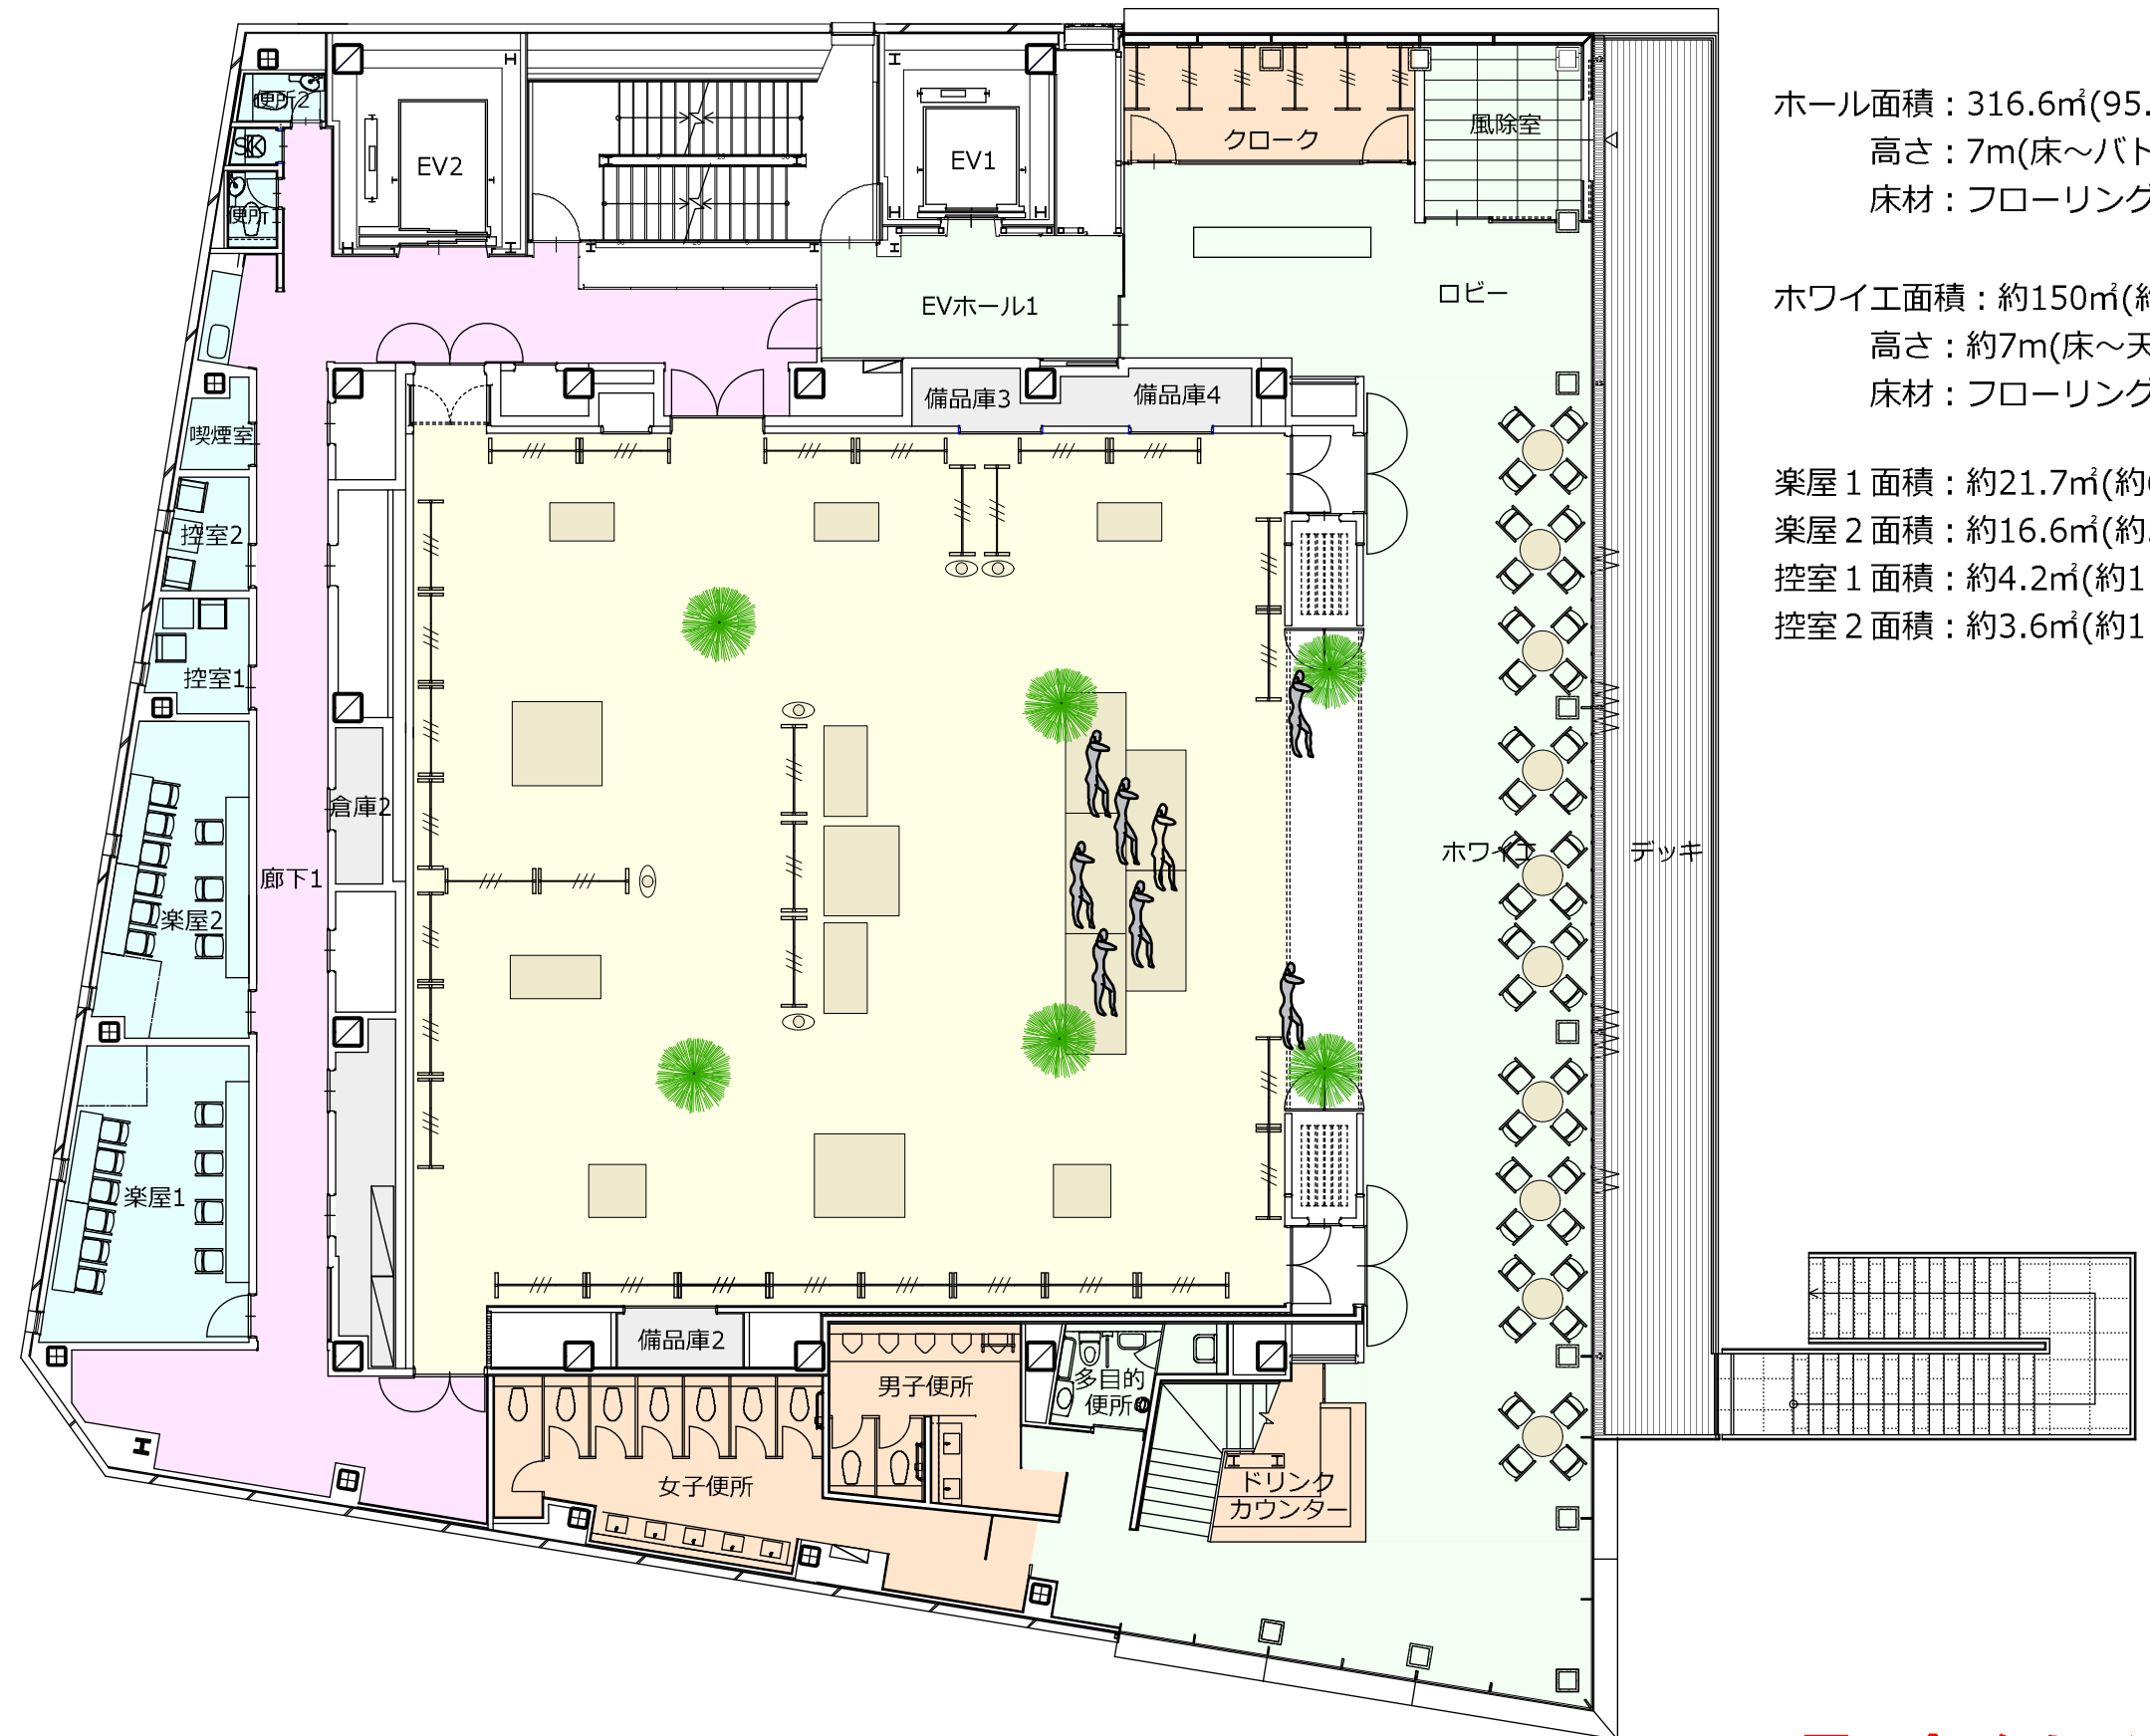 便所2
SK
便所
EV2
EV1
クローク
風除室
ロビー
EVホール1
備品庫3
備品庫4
喫煙室
控室2
控室1
倉庫2
廊下1
楽屋2
楽屋1
ホワイエ
デッキ
備品庫2
男子便所
多目的
便所
女子便所
ドリンク
カウンター
ホール面積：316.6㎡(95.
高さ：7m(床～バト
床材：フローリング
ホワイエ面積：約150㎡(約
高さ：約7m(床～天
床材：フローリング
楽屋１面積：約21.7㎡(約
楽屋２面積：約16.6㎡(約
控室１面積：約4.2㎡(約1
控室２面積：約3.6㎡(約1